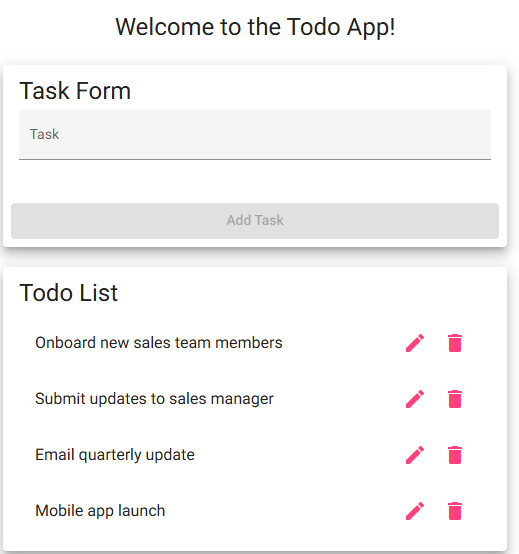 Welcome to the Todo App!
Task Form
Task
Add Task
Todo List
Onboard new sales team members
Submit updates to sales manager
Email quarterly update
Mobile app launch